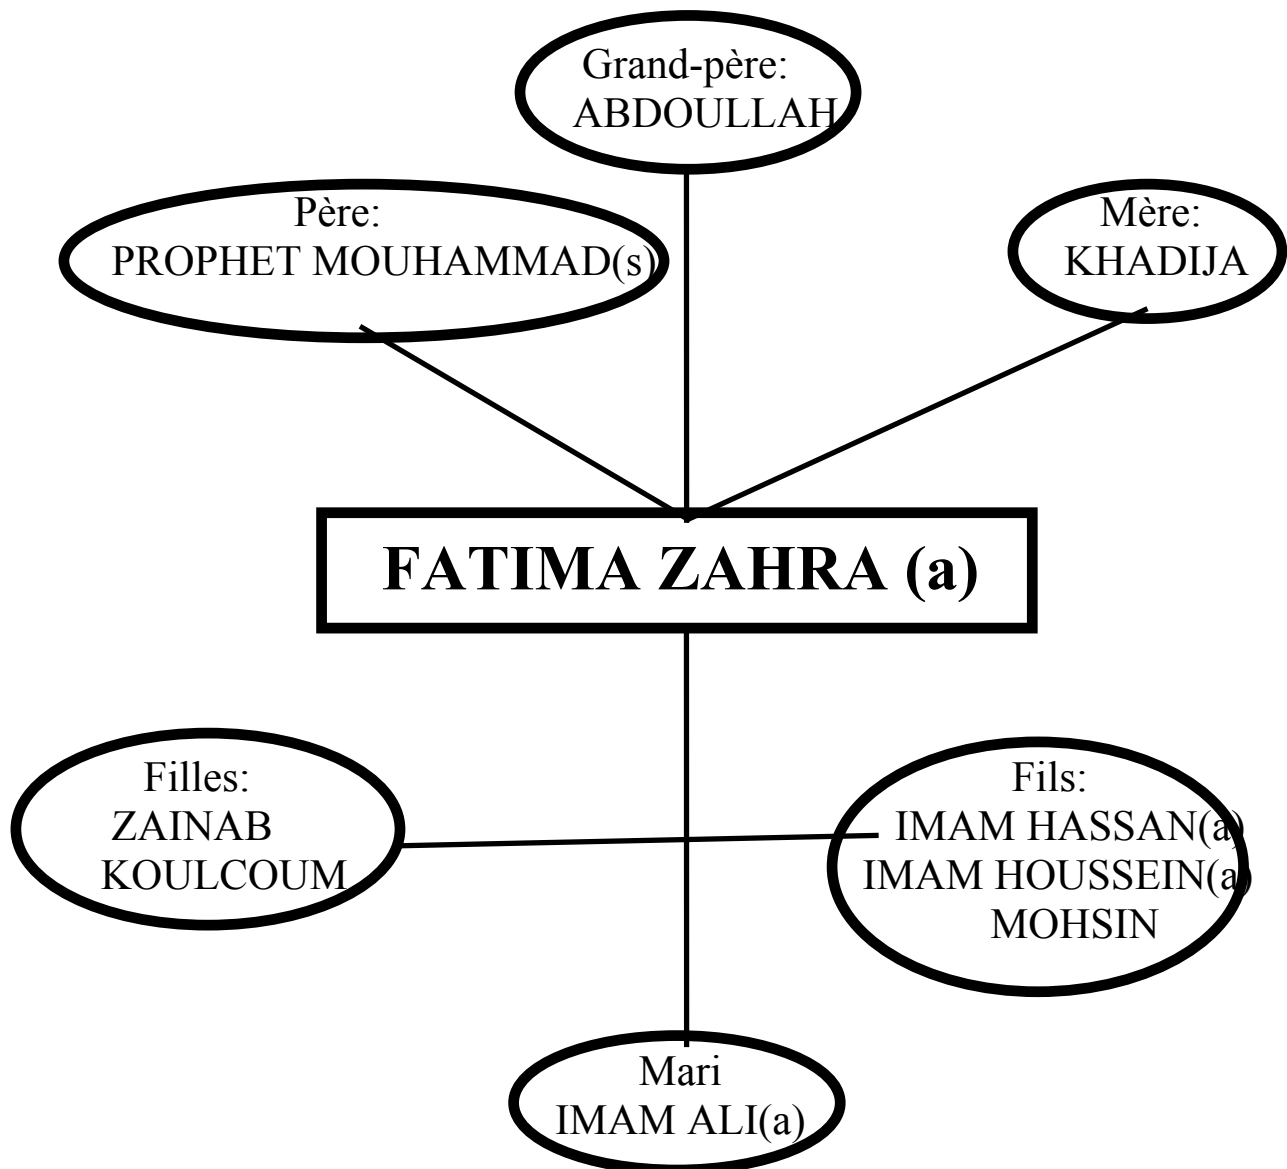 Grand-père:
ABDOULLAH
Père:
PROPHET MOUHAMMAD(s)
Mère:
KHADIJA
FATIMA ZAHRA (a)
Filles:
ZAINAB
KOULCOUM
Fils:
IMAM HASSAN(a)
IMAM HOUSSEIN(a)
MOHSIN
Mari
IMAM ALI(a)